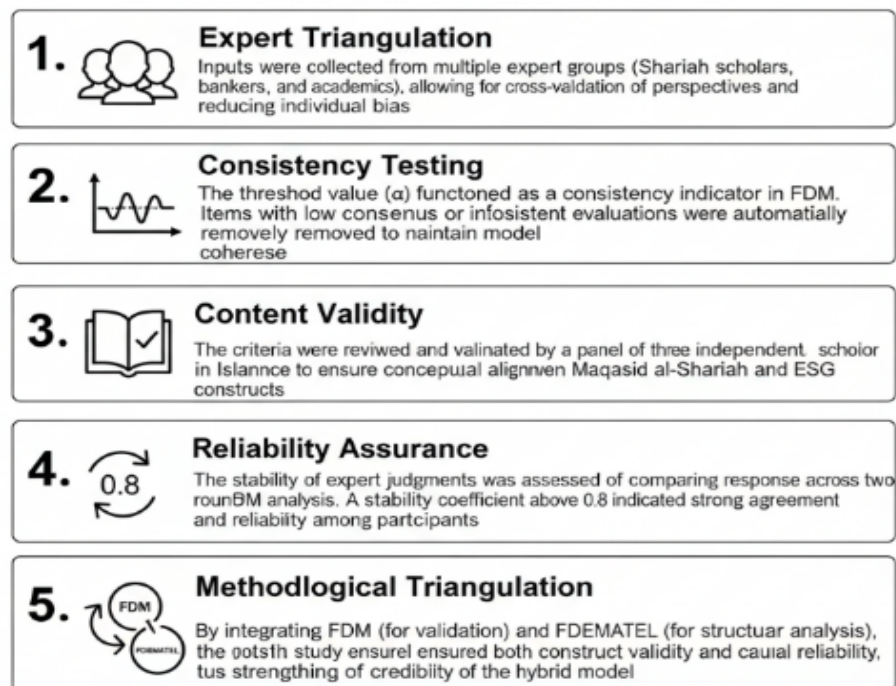 1.
Expert Triangulation
Inputs were collected from multiple expert groups (Shariah scholars,
bankers, and academics), allowing for cross-valdation of perspectives and
reducing individual bias
2.
Consistency Testing
The threshod value (α) functoned as a consistency indicator in FDM.
Items with low consenus or infosistent evaluations were automatially
removely removed to naintain model
coherese
3.
Content Validity
The criteria were reviwed and valinated by a panel of three independent scholor
in Islannce to ensure concepual alignven Maqasid al-Shariah and ESG
constructs
4.
0.8
Reliability Assurance
The stability of expert judgments was assessed of comparing response across two
analysis. A stability coefficient above 0.8 indicated strong agreement
and reliability among partcipants
5.
FDM
Methodlogical Triangulation
By integrating FDM (for validation) and FDEMATEL (for structuar analysis),
the study ensurel ensured both construct validity and caual reliability,
tus strengthing of credibiity of the hybrid model